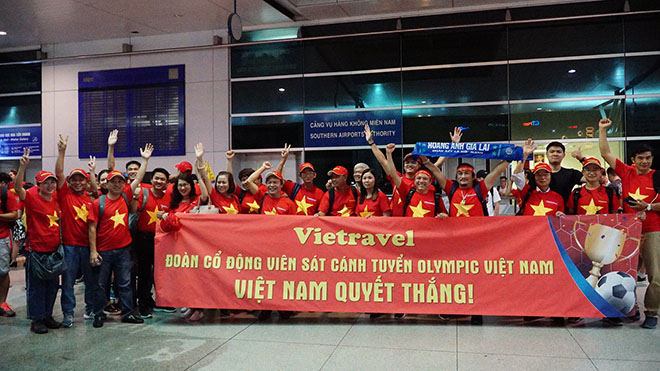 CẢNG VỤ HÀNG KHÔNG MIỀN NAM
SOUTHERN AIRPORTS AUTHORITY
HOANG ANH GIA LAI
Vietravel
ĐOÀN CỔ ĐỘNG VIÊN SÁT CÁNH TUYỂN OLYMPIC VIỆT NAM
VIỆT NAM QUYẾT THẮNG!